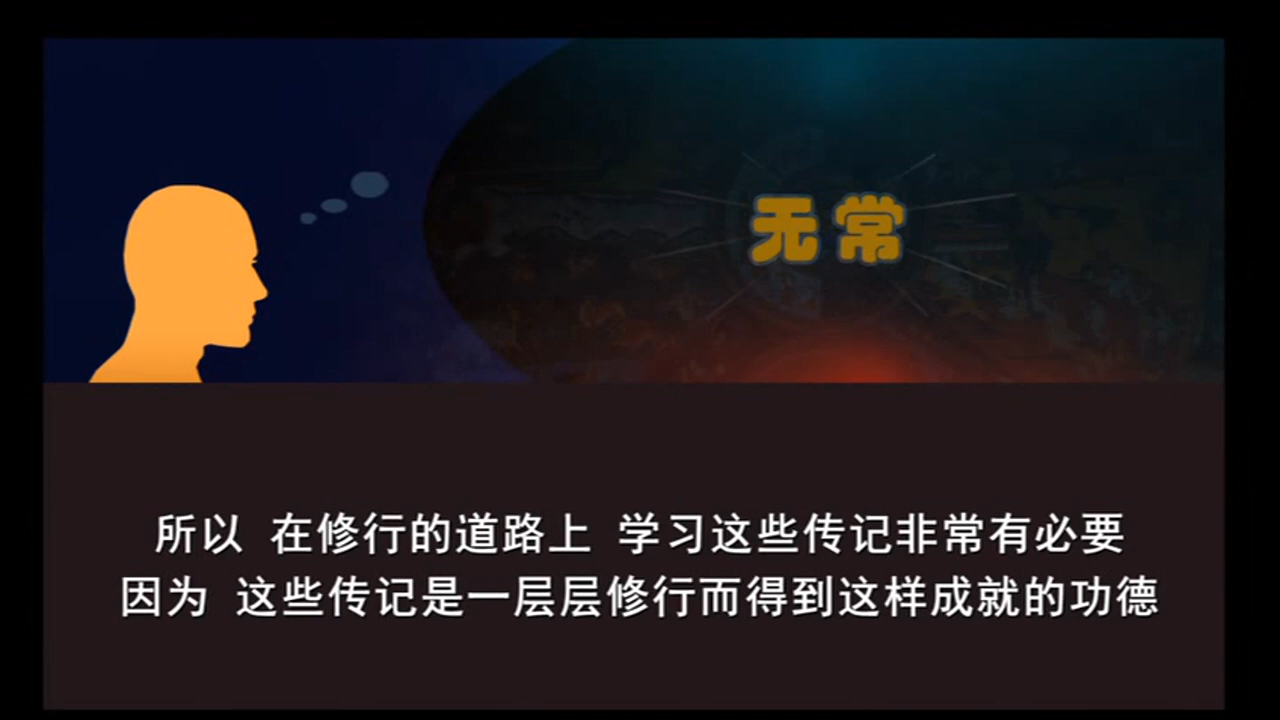 无常
所以 在修行的道路上 学习这些传记非常有必要
因为 这些传记是一层层修行而得到这样成就的功德